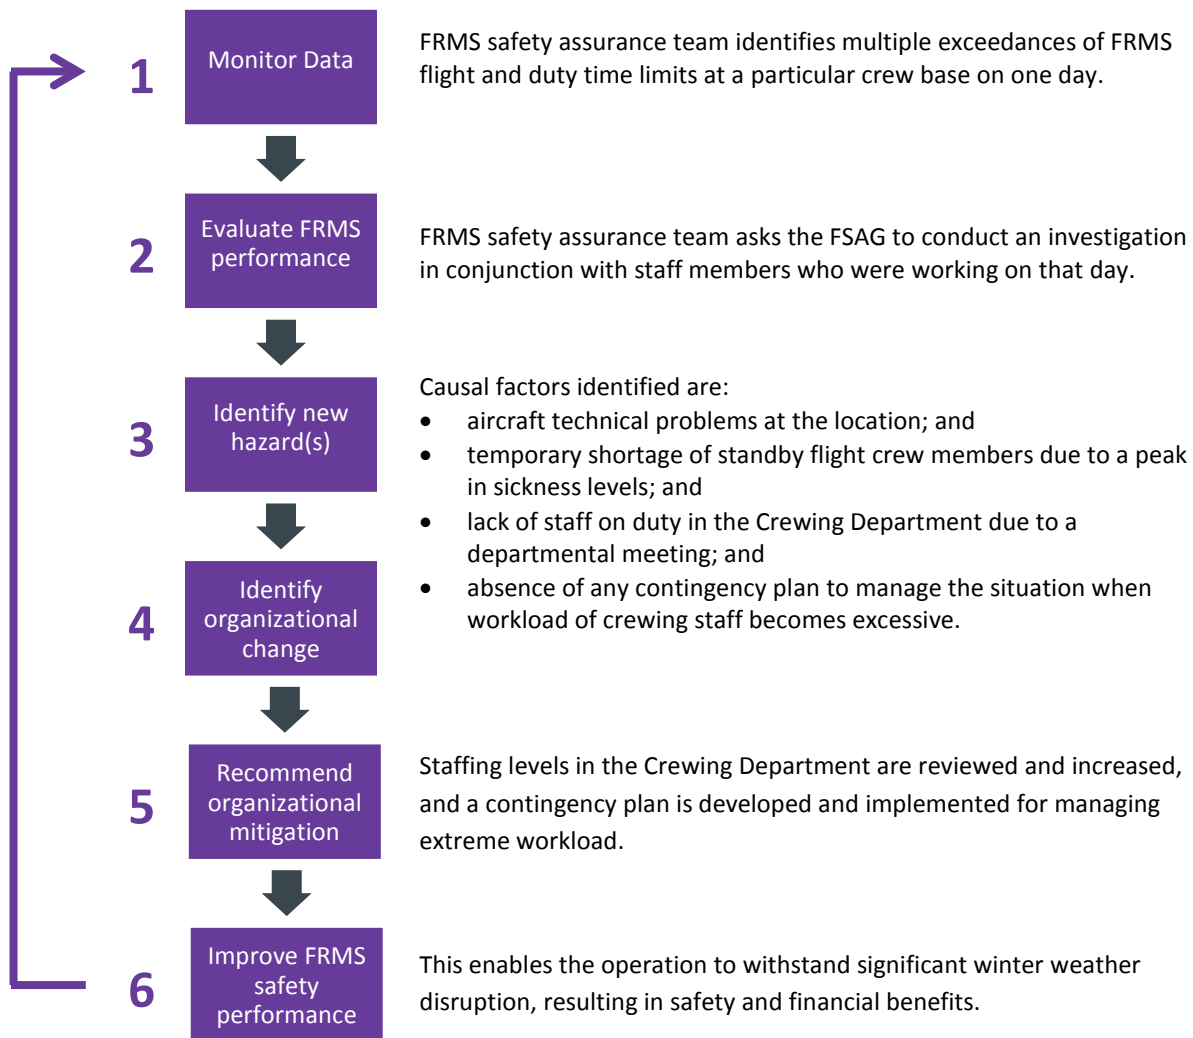 1
Monitor Data
FRMS safety assurance team identifies multiple exceedances of FRMS
flight and duty time limits at a particular crew base on one day.
2
Evaluate FRMS
performance
FRMS safety assurance team asks the FSAG to conduct an investigation
in conjunction with staff members who were working on that day.
3
Identify new
hazard(s)
Causal factors identified are:
• aircraft technical problems at the location; and
• temporary shortage of standby flight crew members due to a peak
in sickness levels; and
• lack of staff on duty in the Crewing Department due to a
departmental meeting; and
• absence of any contingency plan to manage the situation when
workload of crewing staff becomes excessive.
4
Identify
organizational
change
5
Recommend
organizational
mitigation
Staffing levels in the Crewing Department are reviewed and increased,
and a contingency plan is developed and implemented for managing
extreme workload.
6
Improve FRMS
safety
performance
This enables the operation to withstand significant winter weather
disruption, resulting in safety and financial benefits.